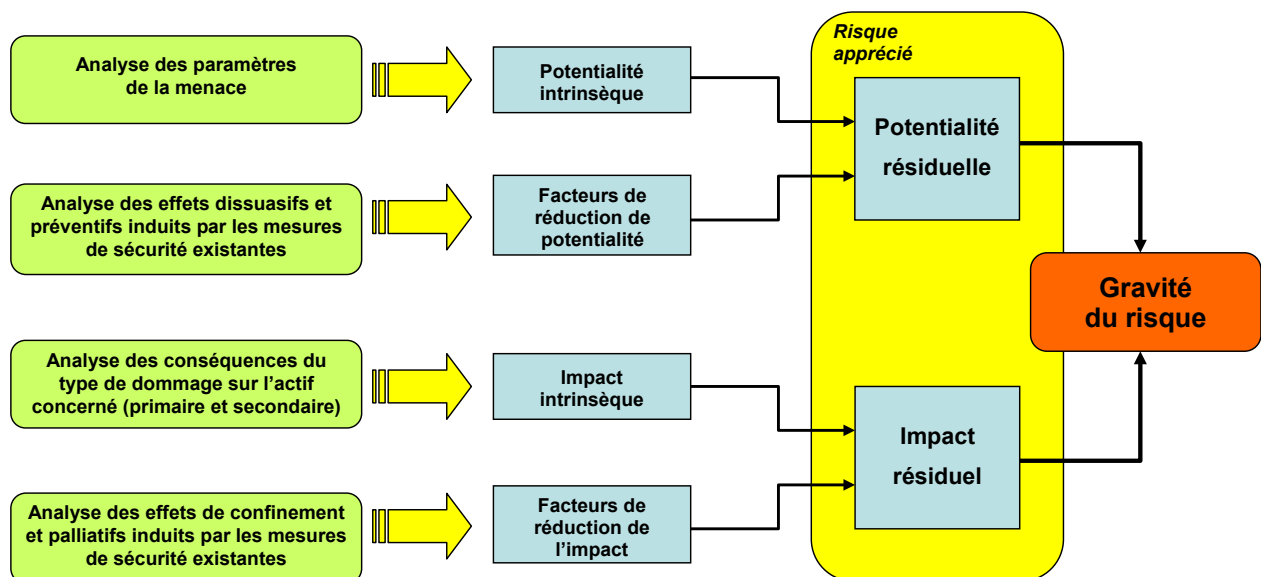 Risque
apprécié
Analyse des paramètres
de la menace
Potentialité
intrinsèque
Potentialité
résiduelle
Analyse des effets dissuasifs et
préventifs induits par les mesures
de sécurité existantes
Facteurs de
réduction de
potentialité
Gravité
du risque
Analyse des conséquences du
type de dommage sur l’actif
concerné (primaire et secondaire)
Impact
intrinsèque
Impact
résiduel
Analyse des effets de confinement
et palliatifs induits par les mesures
de sécurité existantes
Facteurs de
réduction de
l’impact